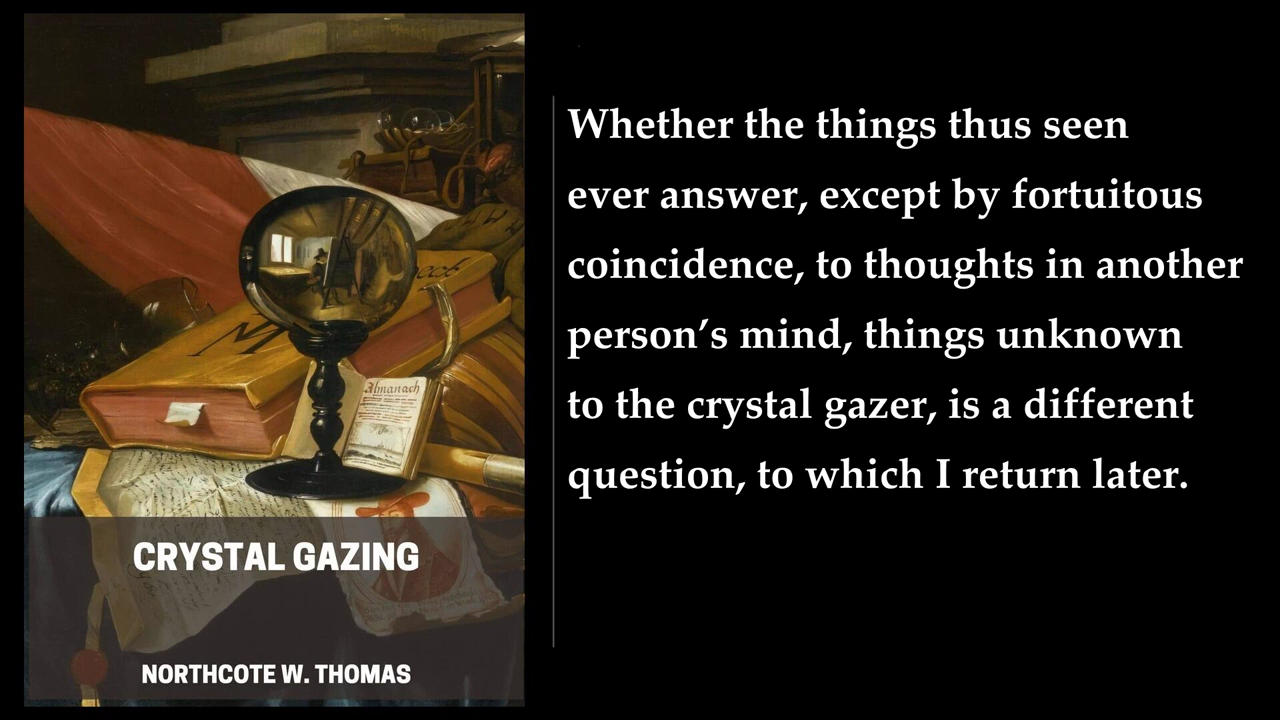 M
Almanach
CRYSTAL GAZING
NORTHCOTE W. THOMAS
Whether the things thus seen
ever answer, except by fortuitous
coincidence, to thoughts in another
person’s mind, things unknown
to the crystal gazer, is a different
question, to which I return later.